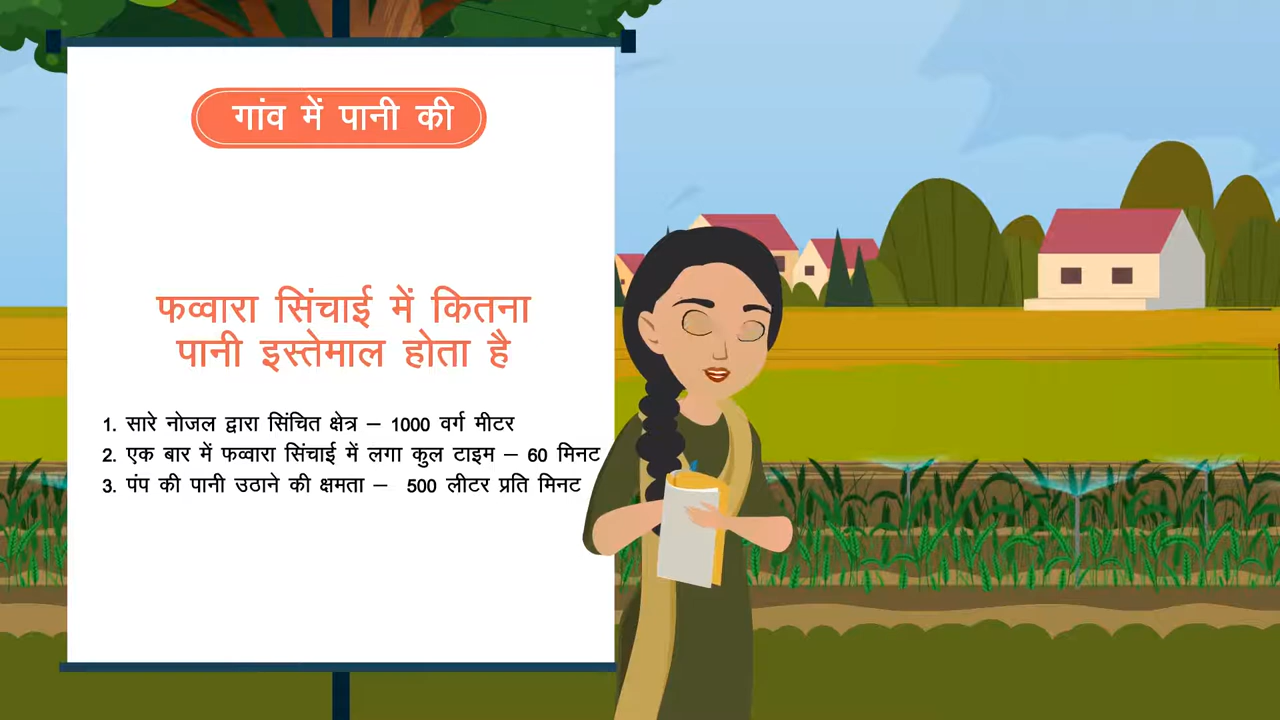 गांव में पानी की
फव्वारा सिंचाई में कितना
पानी इस्तेमाल होता है
1. सारे नोजल द्वारा सिंचित क्षेत्र – 1000 वर्ग मीटर
2. एक बार में फव्वारा सिंचाई में लगा कुल टाइम – 60 मिनट
3. पंप की पानी उठाने की क्षमता – 500 लीटर प्रति मिनट